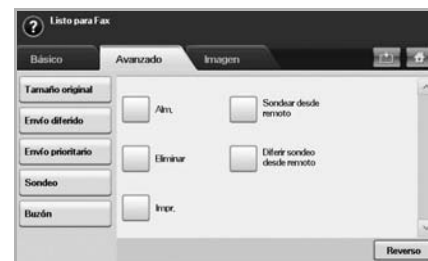 Listo para Fax
Básico
Avanzado
Imagen
Tamaño original
Envío diferido
Envío prioritario
Sondeo
Buzón
Alm.
Eliminar
Impr.
Sondear desde
remoto
Diferir sondeo
desde remoto
Reverso